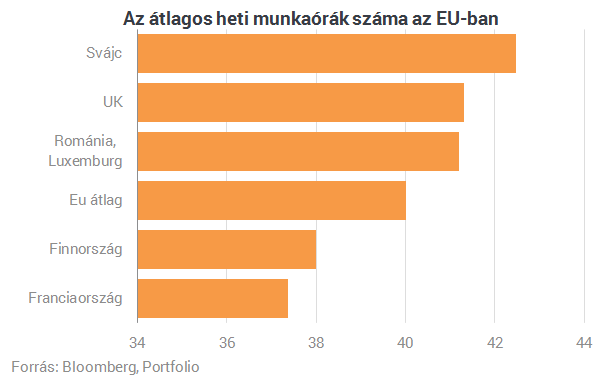 Az átlagos heti munkaórák száma az EU-ban
Svájc
UK
Románia,
Luxemburg
Eu átlag
Finnország
Franciaország
34 36 38 40 42 44
Forrás: Bloomberg, Portfolio